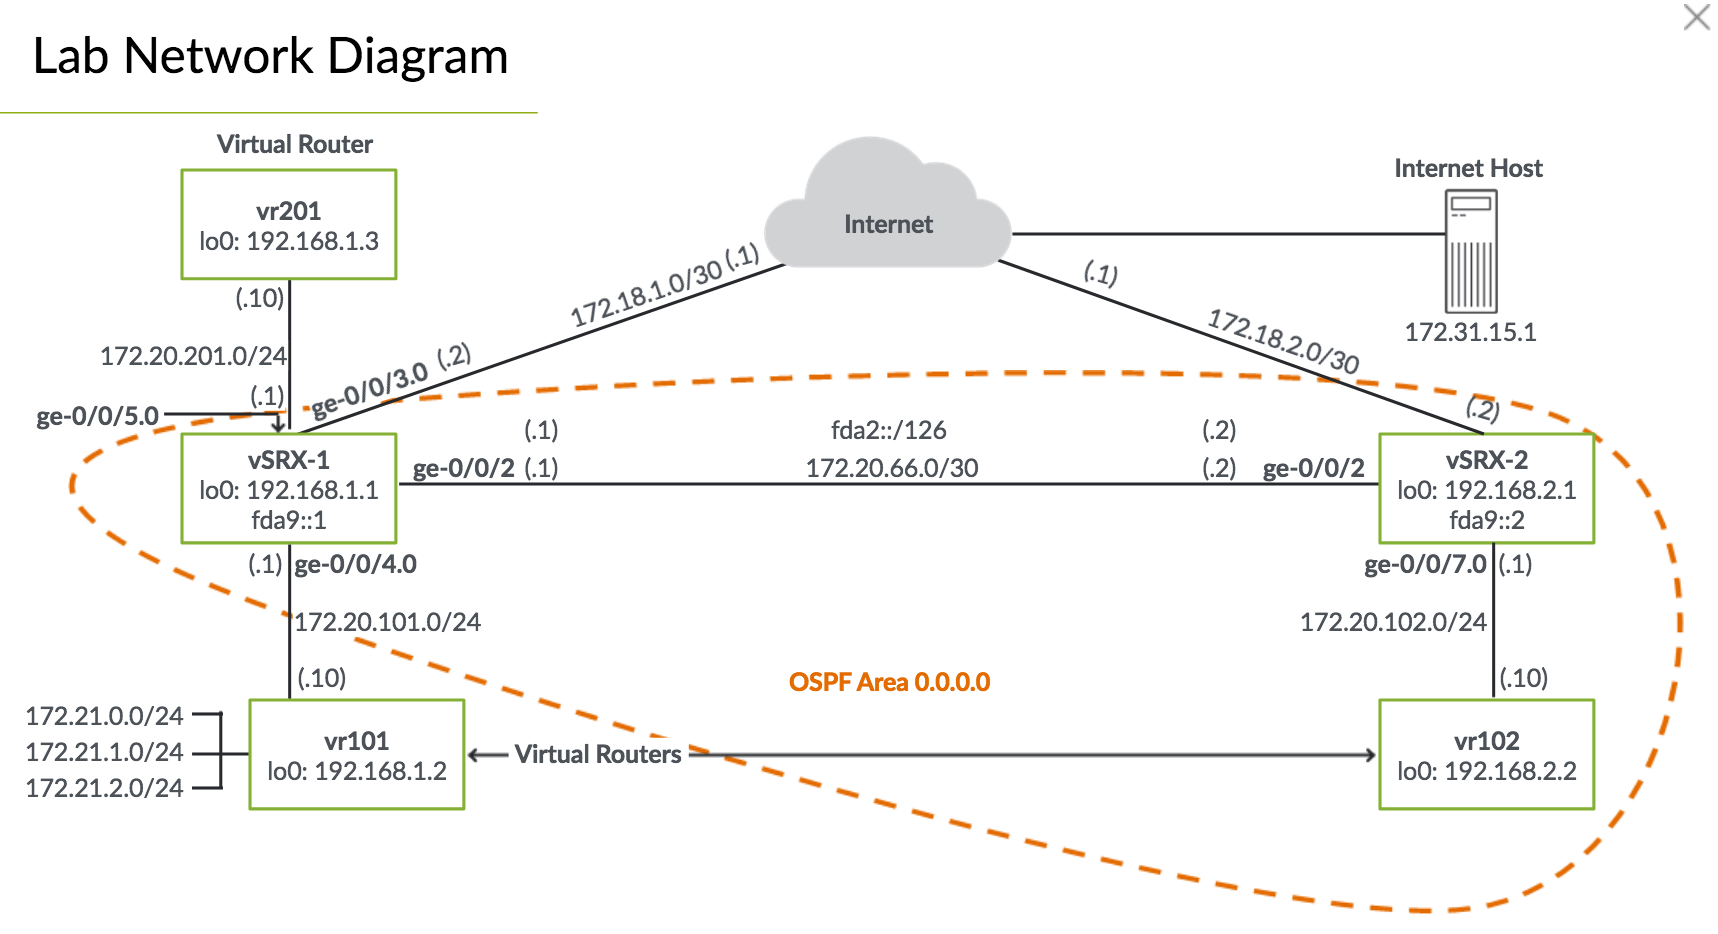 Lab Network Diagram
Virtual Router
vr201
lo0: 192.168.1.3
(.10)
172.20.201.0/24
(.1)
ge-0/0/5.0
ge-0/0/3.0 (.2)
172.18.1.0/30 (.1)
Internet
Internet Host
172.31.15.1
(.1)
172.18.2.0/30
(.2)
vSRX-1
lo0: 192.168.1.1
fda9::1
(.1) fda2::/126 (.2)
ge-0/0/2 (.1) 172.20.66.0/30 (.2) ge-0/0/2
vSRX-2
lo0: 192.168.2.1
fda9::2
(.1) ge-0/0/4.0
172.20.101.0/24
(.10)
ge-0/0/7.0 (.1)
172.20.102.0/24
(.10)
OSPF Area 0.0.0.0
172.21.0.0/24
172.21.1.0/24
172.21.2.0/24
vr101
lo0: 192.168.1.2
Virtual Routers
vr102
lo0: 192.168.2.2